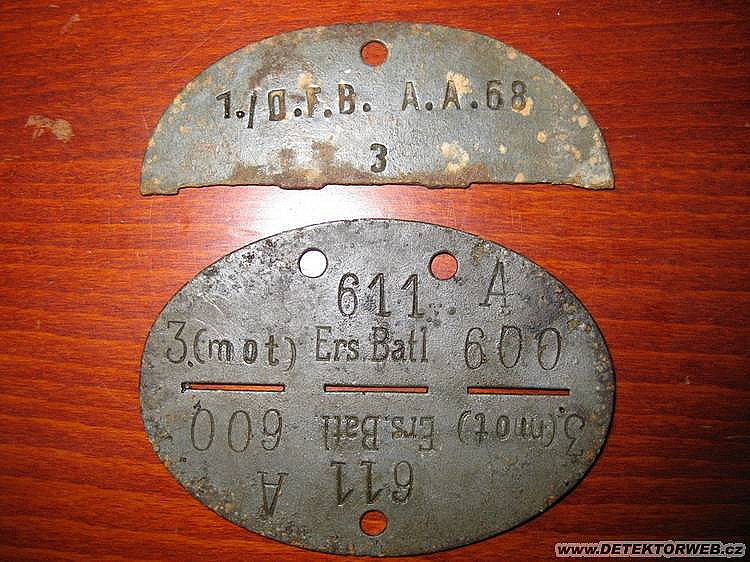 1./D.F.B. A.A.68
3
611 A
3.(mot) Ers.Batl 600
3.(mot) Ers.Batl 600
611 A
www.DETEKTORWEB.cz